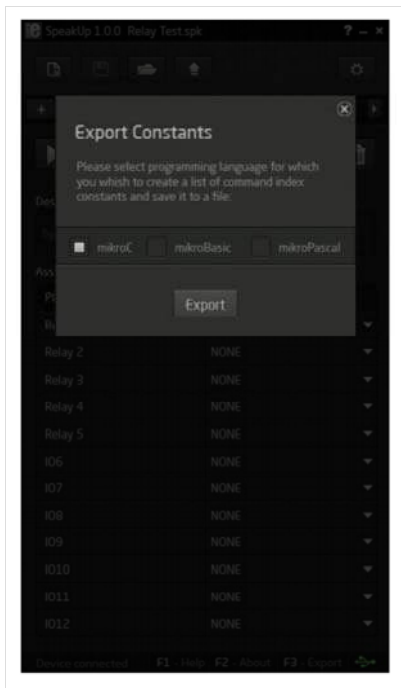 SpeakUp 1.0.0 Relay Test.spk ? – ×
Export Constants
Please select programming language for which
you whish to create a list of command index
constants and save it to a file:
mikroC mikroBasic mikroPascal
Export
Relay 2 NONE
Relay 3 NONE
Relay 4 NONE
Relay 5 NONE
IO6 NONE
IO7 NONE
IO8 NONE
IO9 NONE
IO10 NONE
IO11 NONE
IO12 NONE
Device connected F1 - Help F2 - About F3 - Export